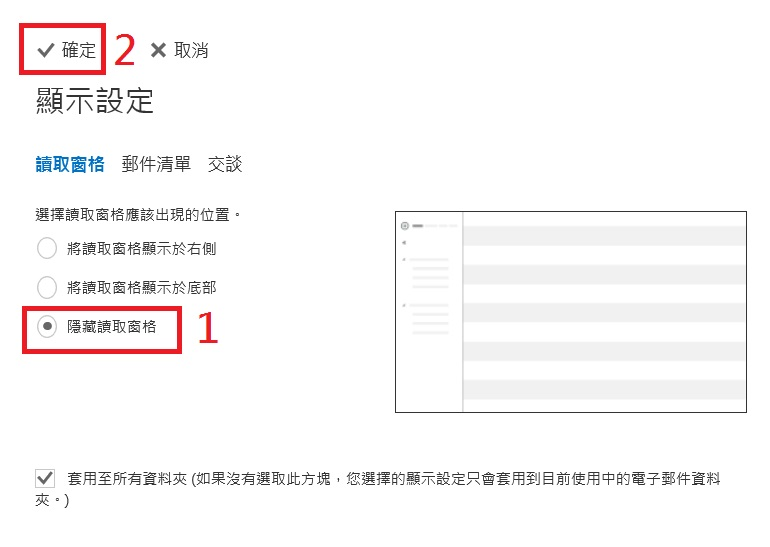 確定 2 取消
顯示設定
讀取窗格 郵件清單 交談
選擇讀取窗格應該出現的位置。
將讀取窗格顯示於右側
將讀取窗格顯示於底部
隱藏讀取窗格 1
套用至所有資料夾 (如果沒有選取此方塊，您選擇的顯示設定只會套用到目前使用中的電子郵件資料
夾。)